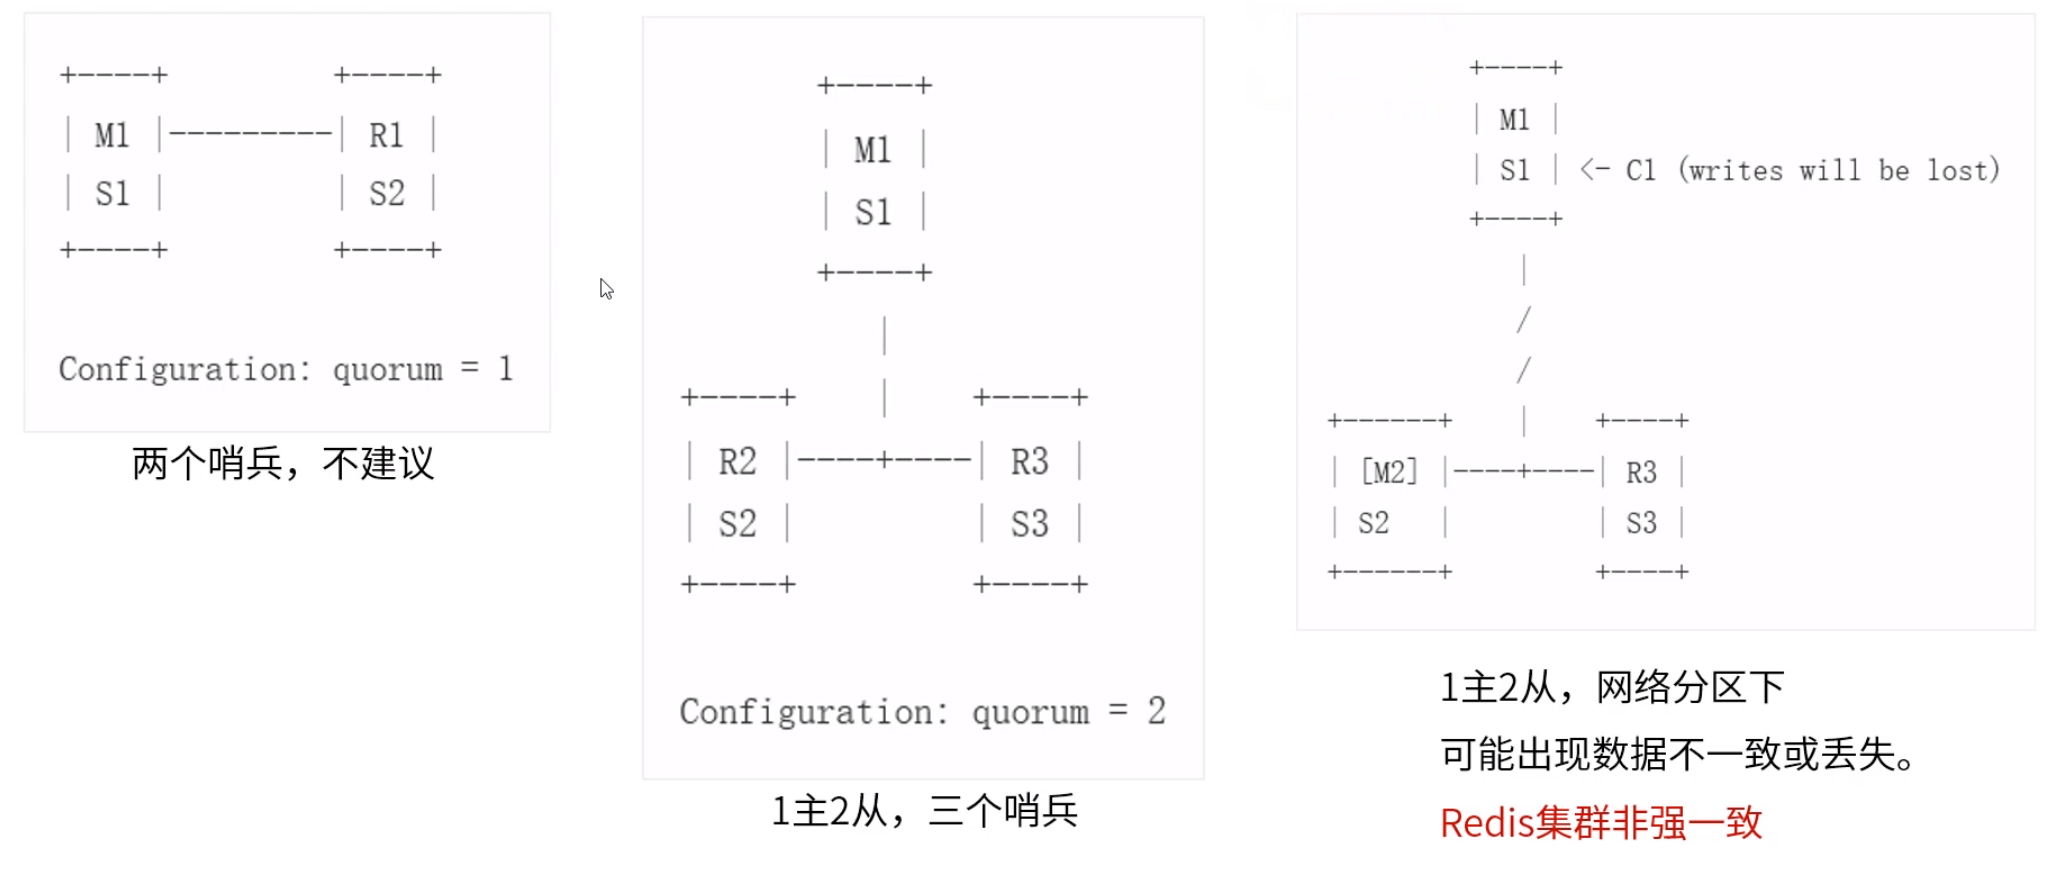 +----+         +----+
| M1 |---------| R1 |
| S1 |         | S2 |
+----+         +----+
Configuration: quorum = 1
两个哨兵，不建议
+----+
| M1 |
| S1 |
+----+
|
+----+    |    +----+
| R2 |----+----| R3 |
| S2 |         | S3 |
+----+         +----+
Configuration: quorum = 2
1主2从，三个哨兵
+----+
| M1 |
| S1 | <- C1 (writes will be lost)
+----+
|
/
/
+------+    |    +----+
| [M2] |----+----| R3 |
| S2   |         | S3 |
+------+         +----+
1主2从，网络分区下
可能出现数据不一致或丢失。
Redis集群非强一致